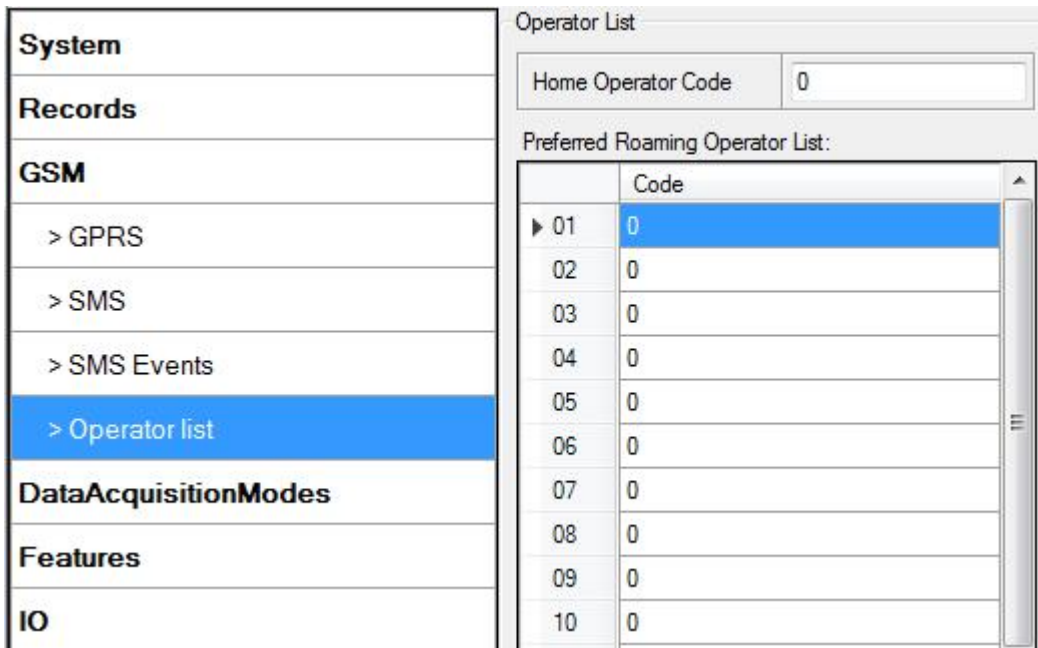 System
Records
GSM
> GPRS
> SMS
> SMS Events
> Operator list
DataAcquisitionModes
Features
IO
Operator List
Home Operator Code 0
Preferred Roaming Operator List:
Code
01 0
02 0
03 0
04 0
05 0
06 0
07 0
08 0
09 0
10 0